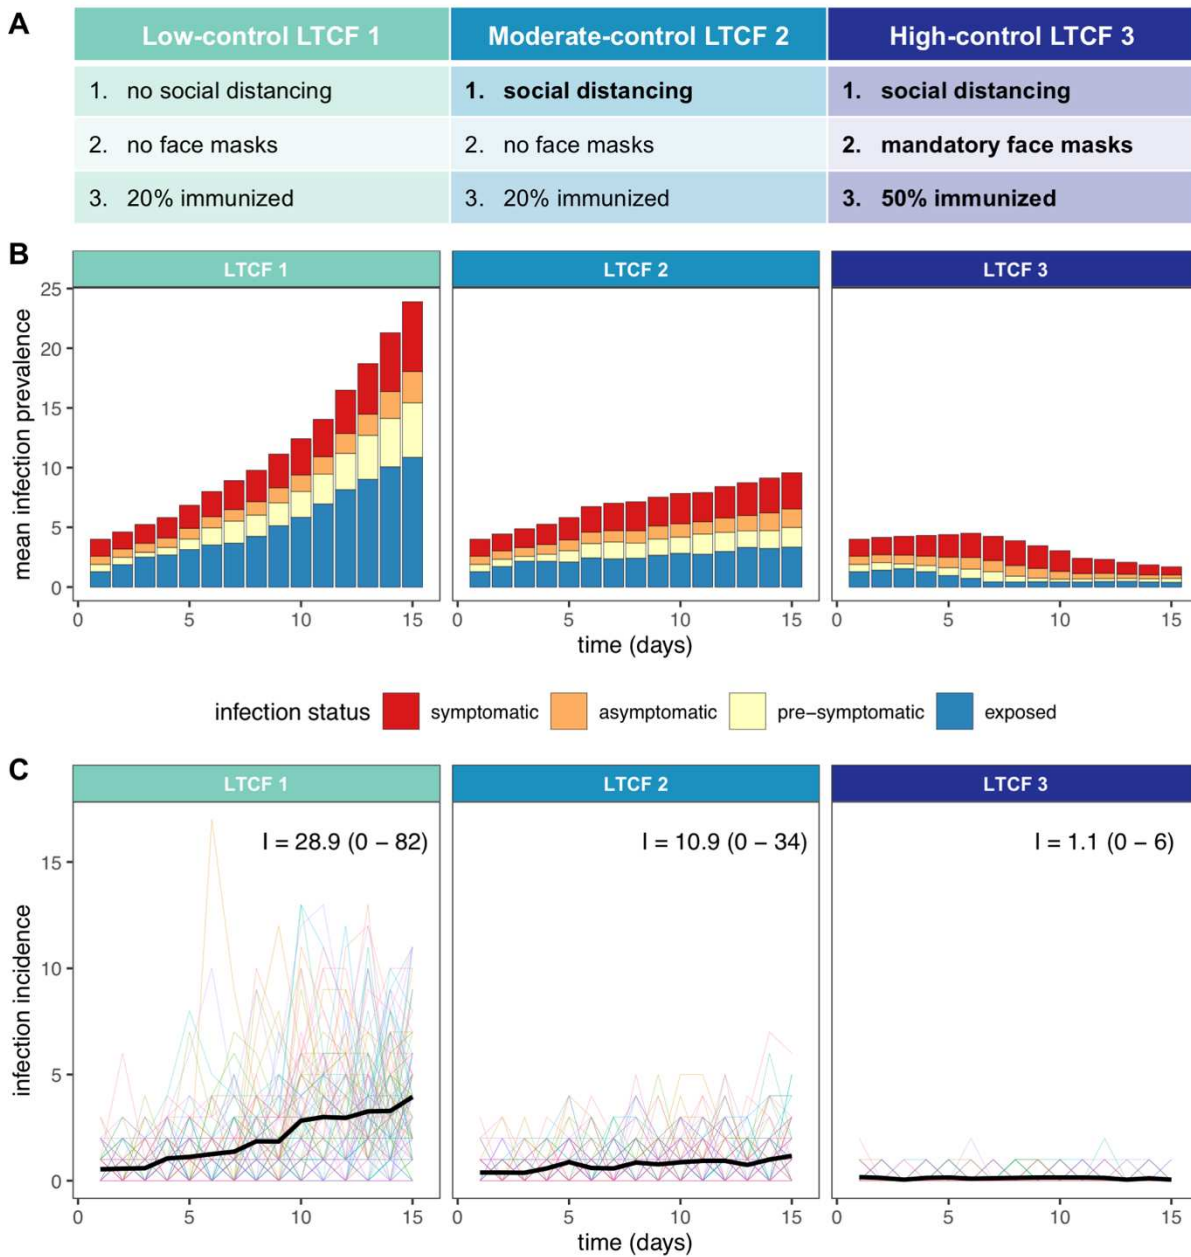 A
Low-control LTCF 1 Moderate-control LTCF 2 High-control LTCF 3
1. no social distancing 1. social distancing 1. social distancing
2. no face masks 2. no face masks 2. mandatory face masks
3. 20% immunized 3. 20% immunized 3. 50% immunized
B
LTCF 1 LTCF 2 LTCF 3
mean infection prevalence
25
20
15
10
5
0
0 5 10 15 0 5 10 15 0 5 10 15
time (days)
infection status symptomatic asymptomatic pre-symptomatic exposed
C
LTCF 1 LTCF 2 LTCF 3
I = 28.9 (0 – 82) I = 10.9 (0 – 34) I = 1.1 (0 – 6)
infection incidence
15
10
5
0
0 5 10 15 0 5 10 15 0 5 10 15
time (days)